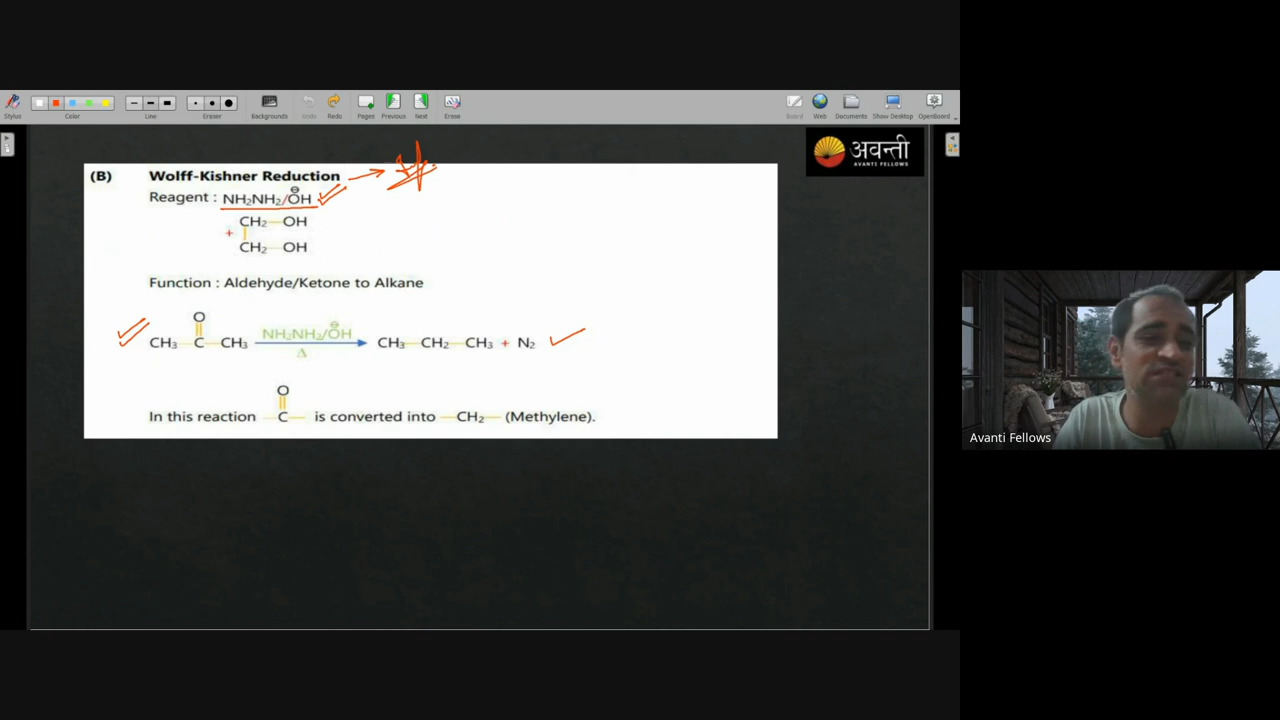 Stylus
Color
Line
Eraser
Backgrounds
Undo
Redo
Pages
Previous
Next
Erase
Board
Web
Documents
Show Desktop
OpenBoard
अवन्ती
AVANTI FELLOWS
(B) Wolff-Kishner Reduction
Reagent : NH₂NH₂/ŌH
CH₂—OH
+
CH₂—OH
Function : Aldehyde/Ketone to Alkane
O
CH₃—C—CH₃ NH₂NH₂/ŌH CH₃—CH₂—CH₃ + N₂
Δ
O
In this reaction —C— is converted into —CH₂— (Methylene).
Avanti Fellows